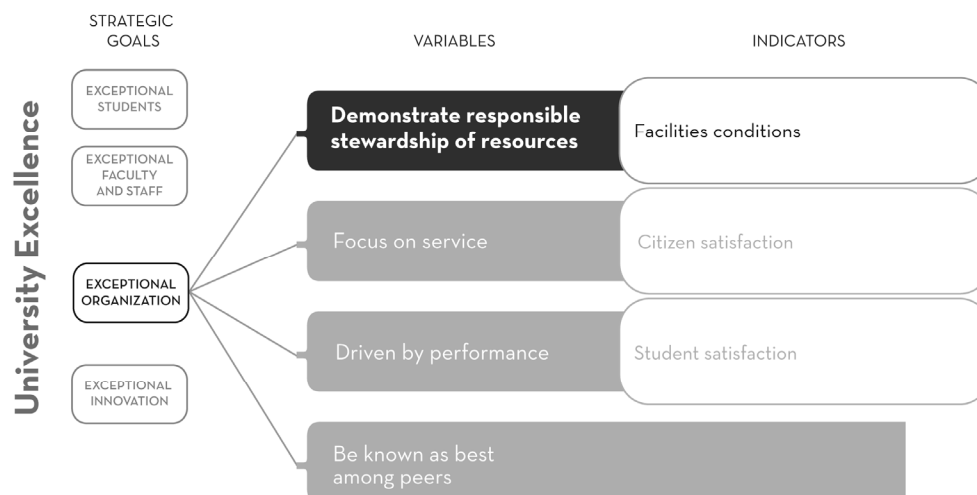 STRATEGIC
GOALS
VARIABLES
INDICATORS
University Excellence
EXCEPTIONAL
STUDENTS
EXCEPTIONAL
FACULTY
AND STAFF
EXCEPTIONAL
ORGANIZATION
EXCEPTIONAL
INNOVATION
Demonstrate responsible
stewardship of resources
Facilities conditions
Focus on service
Citizen satisfaction
Driven by performance
Student satisfaction
Be known as best
among peers